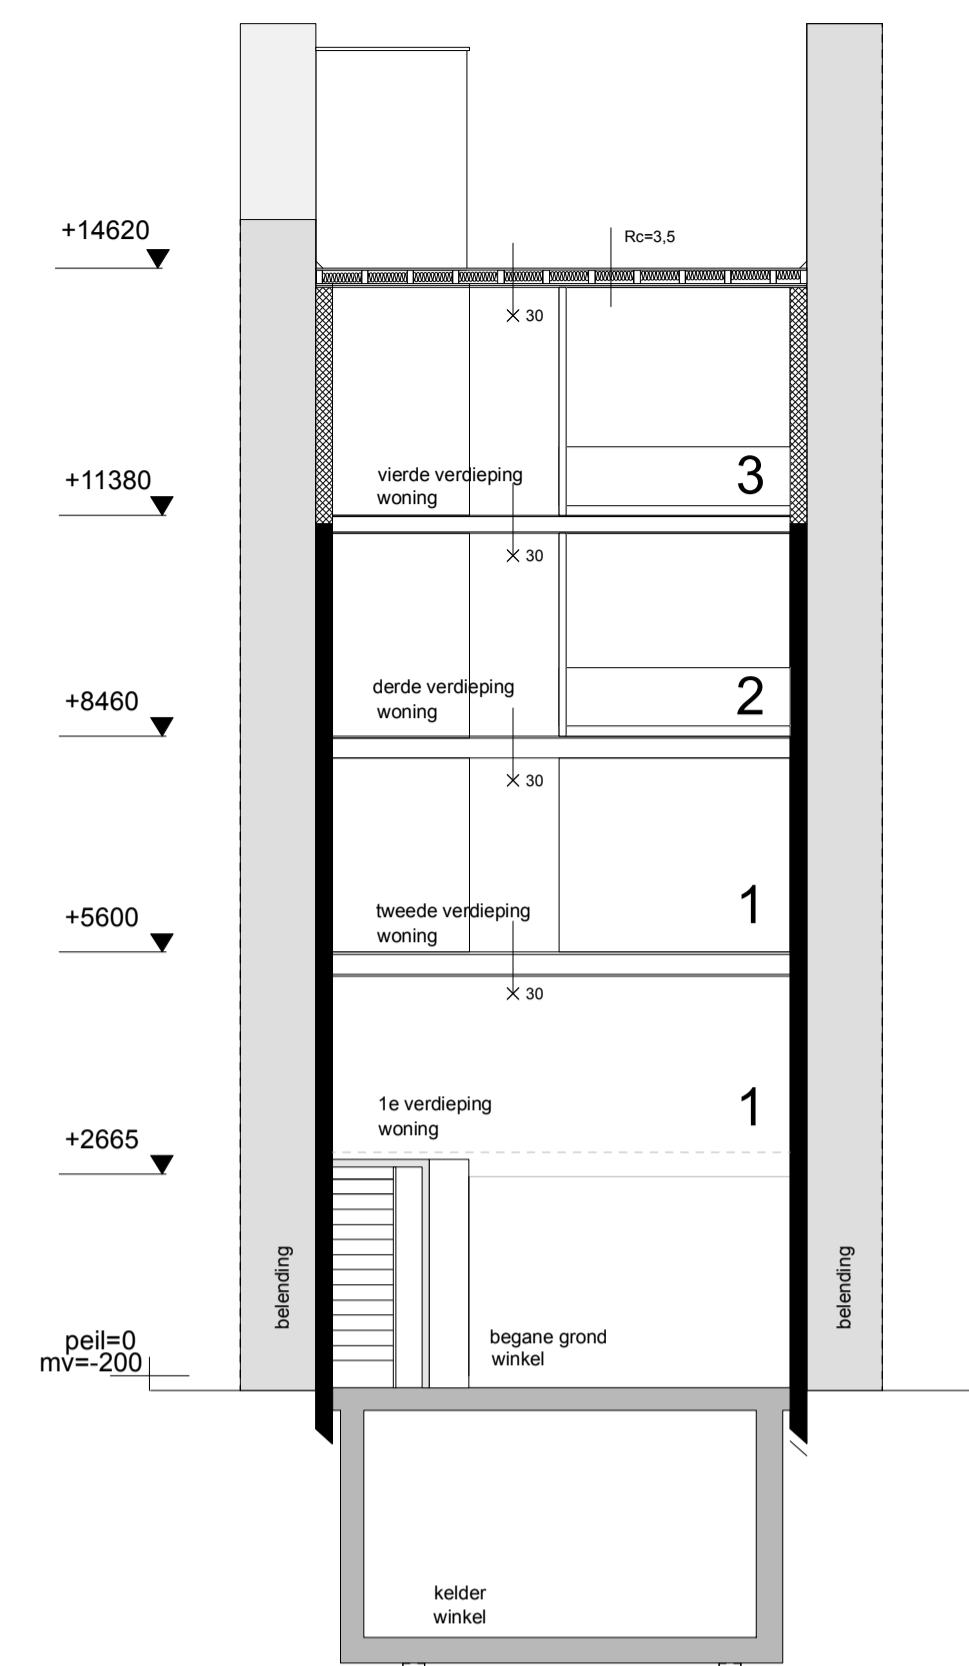 +14620
Rc=3,5
30
vierde verdieping
woning
3
+11380
30
derde verdieping
woning
2
+8460
30
tweede verdieping
woning
1
+5600
30
1e verdieping
woning
1
+2665
belending
belending
begane grond
winkel
peil=0
mv=-200
kelder
winkel